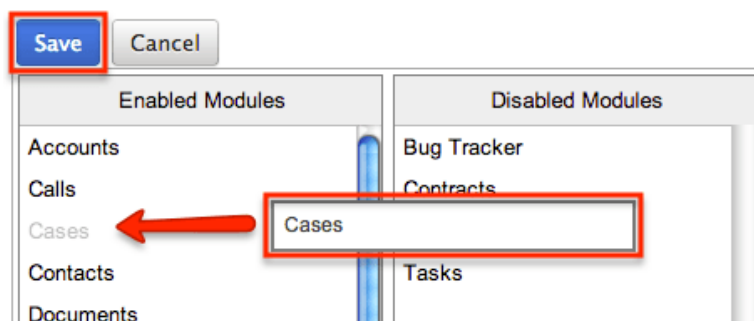 Save Cancel
Enabled Modules Disabled Modules
Accounts Bug Tracker
Calls Contracts
Cases Cases
Contacts Tasks
Documents